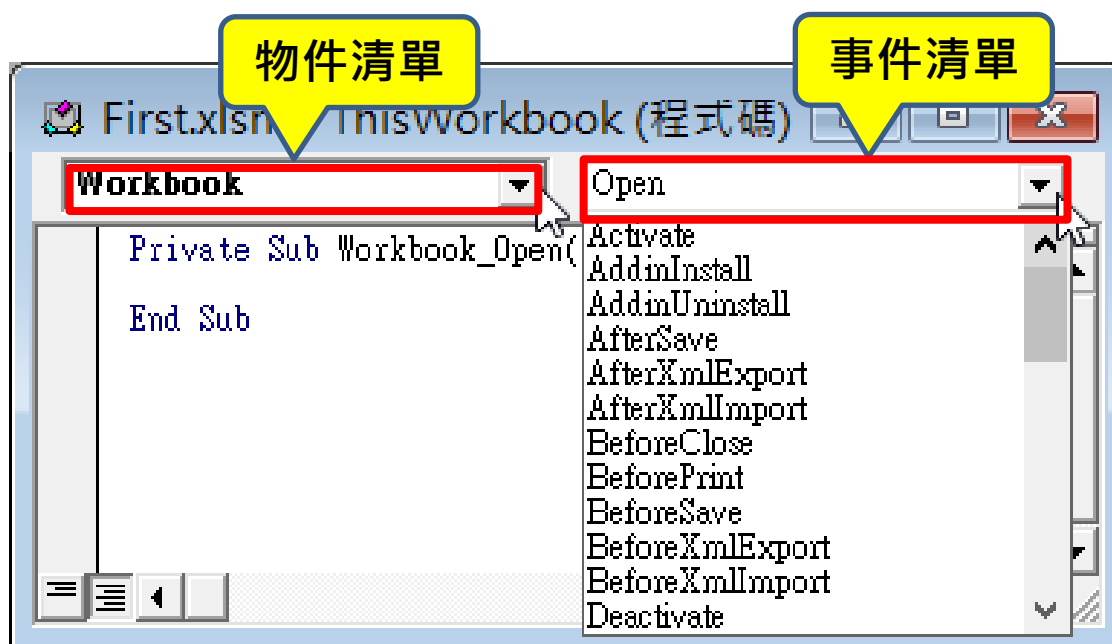 物件清單
事件清單
First.xlsm ThisWorkbook (程式碼)
Workbook
Open
Private Sub Workbook_Open(
End Sub
Activate
AddinInstall
AddinUninstall
AfterSave
AfterXmlExport
AfterXmlImport
BeforeClose
BeforePrint
BeforeSave
BeforeXmlExport
BeforeXmlImport
Deactivate